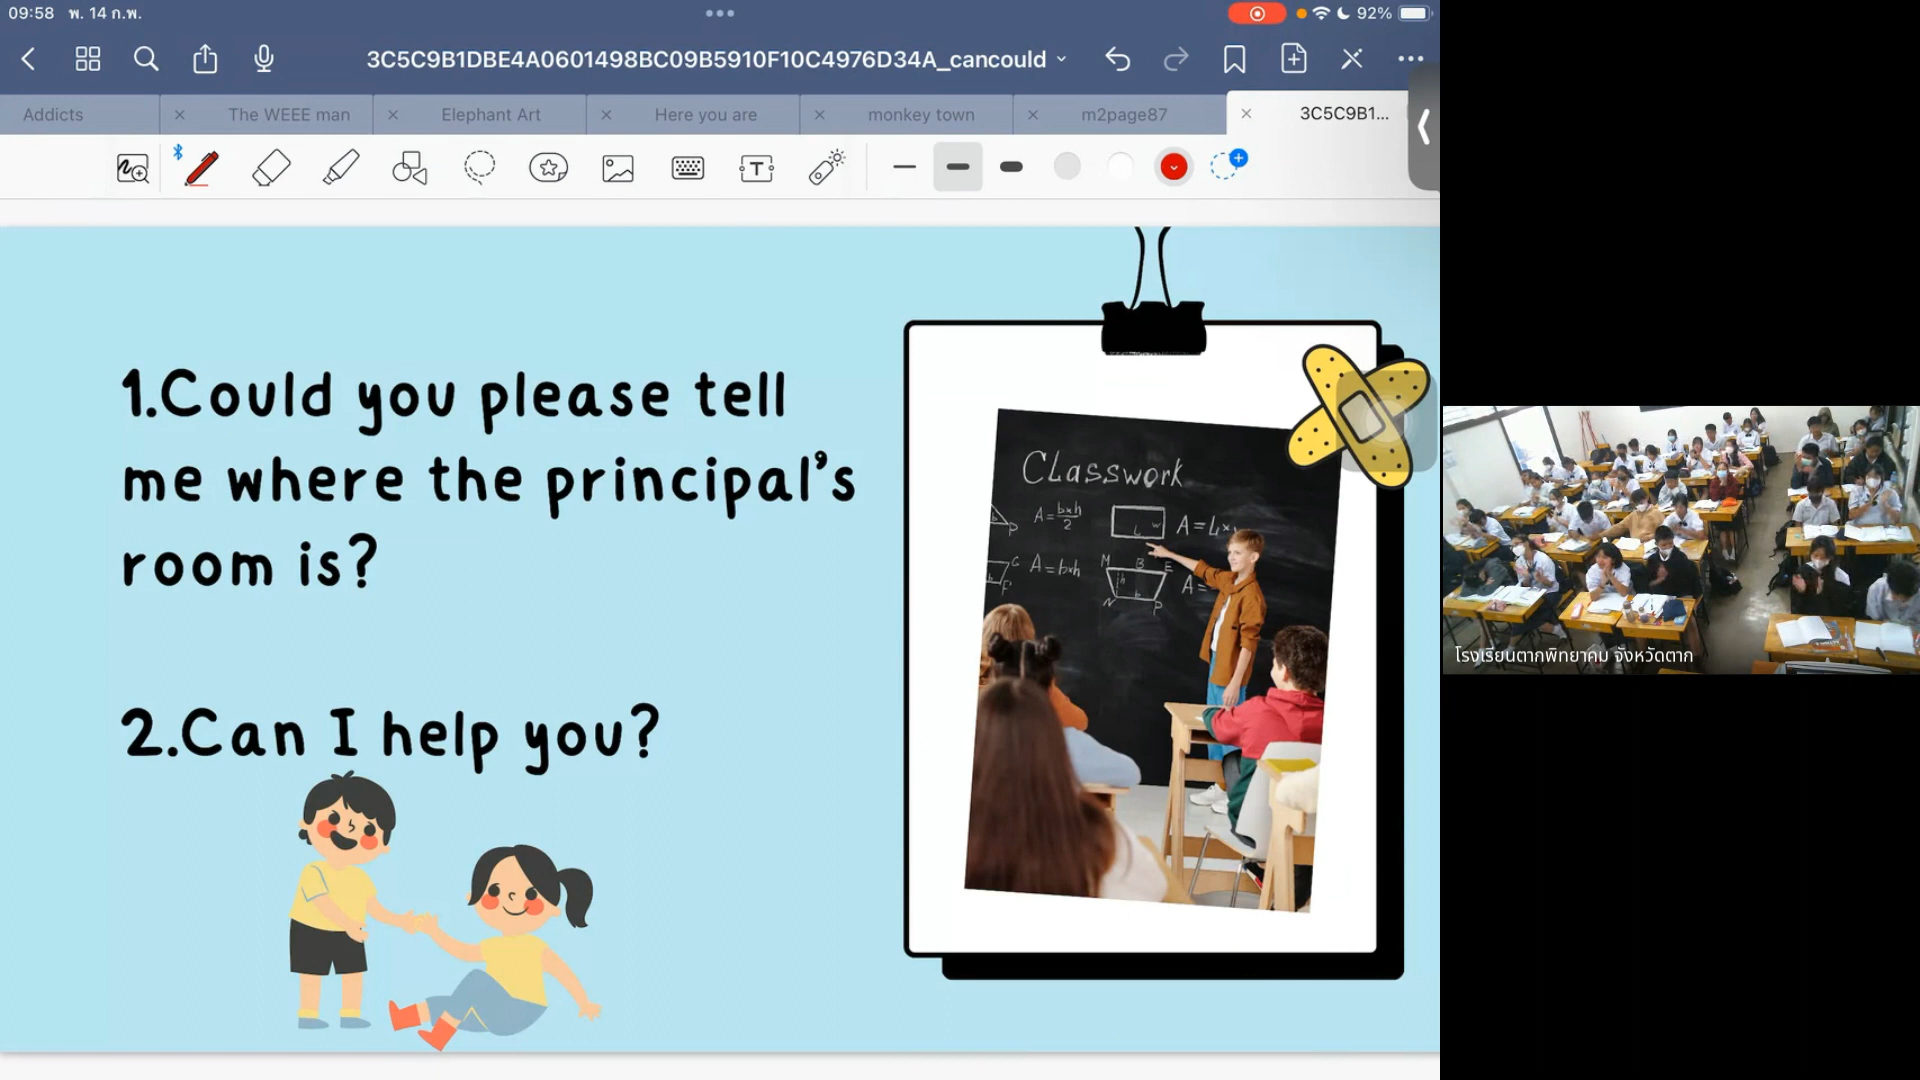 09:58 พ. 14 ก.พ.
92%
3C5C9B1DBE4A0601498BC09B5910F10C4976D34A_cancould
Addicts
The WEEE man
Elephant Art
Here you are
monkey town
m2page87
3C5C9B1...
1.Could you please tell
me where the principal's
room is?
2.Can I help you?
Classwork
โรงเรียนตากพิทยาคม จังหวัดตาก